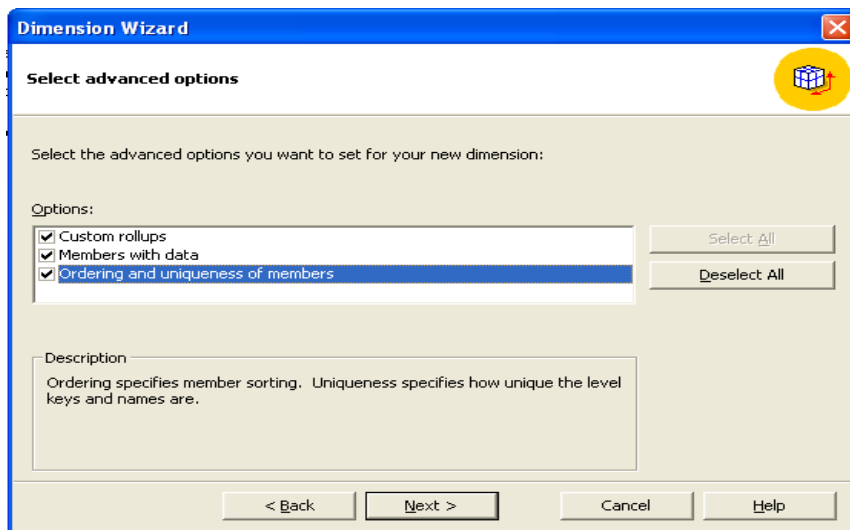 Dimension Wizard
Select advanced options
Select the advanced options you want to set for your new dimension:
Options:
Custom rollups
Select All
Members with data
Ordering and uniqueness of members
Deselect All
Description
Ordering specifies member sorting.  Uniqueness specifies how unique the level
keys and names are.
< Back
Next >
Cancel
Help